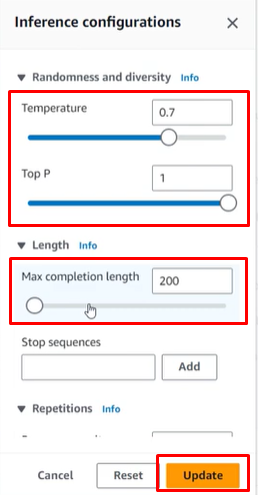 Inference configurations
Randomness and diversity Info
Temperature
0.7
Top P
1
Length Info
Max completion length
200
Stop sequences
Add
Repetitions Info
Cancel Reset Update